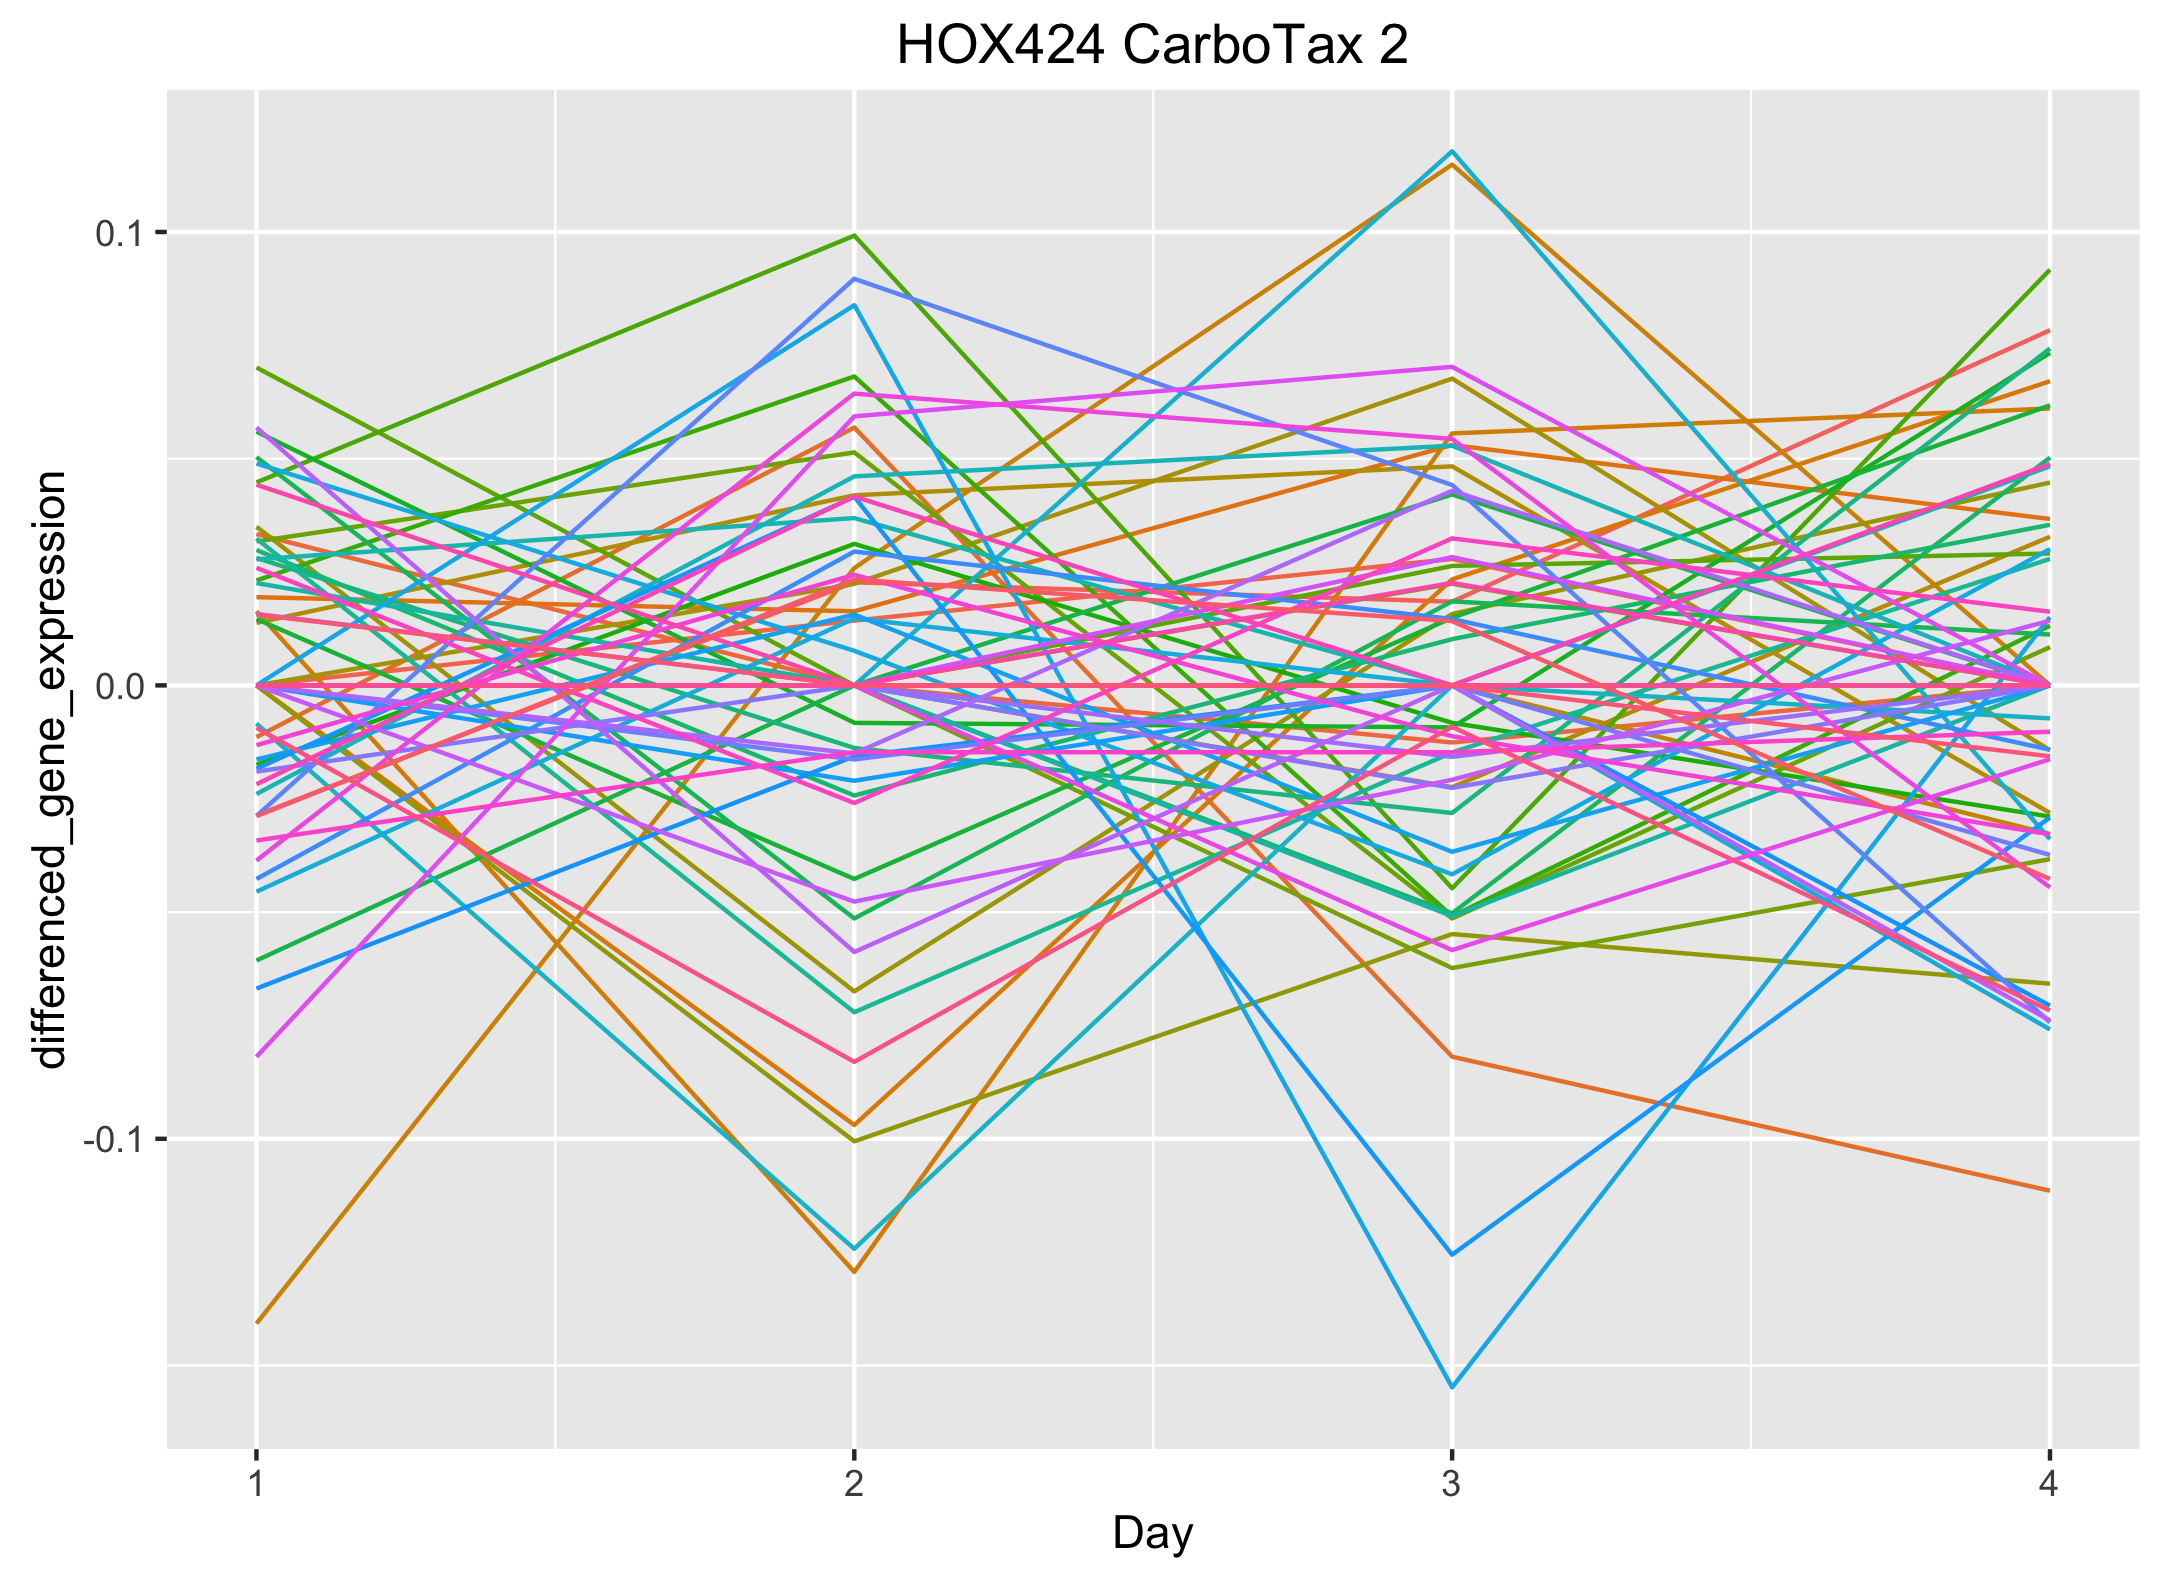 HOX424 CarboTax 2
differenced_gene_expression
0.1
0.0
-0.1
1 2 3 4
Day